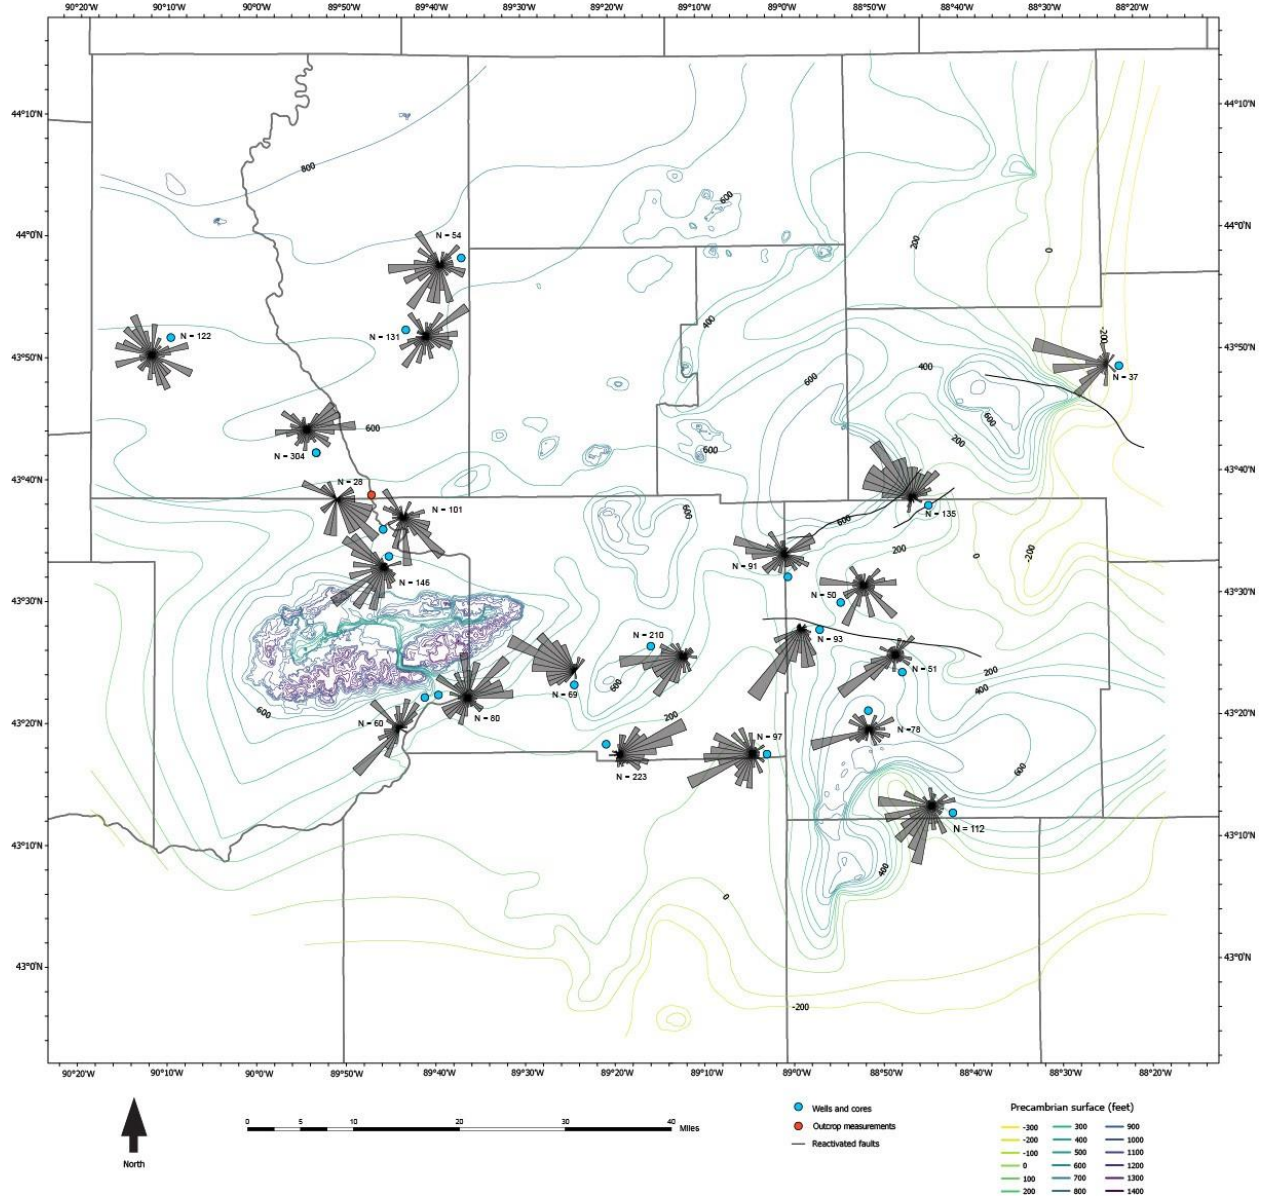 90°20'W 90°10'W 90°0'W 89°50'W 89°40'W 89°30'W 89°20'W 89°10'W 89°0'W 88°50'W 88°40'W 88°30'W 88°20'W
44°10'N 44°10'N
800
600
N = 54
44°0'N 44°0'N
200
0
N = 122
N = 131
400
-200
43°50'N 43°50'N
400
600
N = 37
600
600
200
600
N = 304
43°40'N 43°40'N
N = 28
N = 101
600
600
N = 135
200
0
-200
N = 91
N = 146
N = 50
43°30'N 43°30'N
N = 210
N = 93
N = 51
200
400
N = 69
600
600
N = 60
N = 80
200
43°20'N 43°20'N
N = 97
N =78
600
N = 223
N = 112
43°10'N 43°10'N
400
0
43°0'N 43°0'N
-200
90°20'W 90°10'W 90°0'W 89°50'W 89°40'W 89°30'W 89°20'W 89°10'W 89°0'W 88°50'W 88°40'W 88°30'W 88°20'W
North
0 5 10 20 30 40
Miles
Wells and cores
Outcrop measurements
Reactivated faults
Precambrian surface (feet)
-300 300 900
-200 400 1000
-100 500 1100
0 600 1200
100 700 1300
200 800 1400